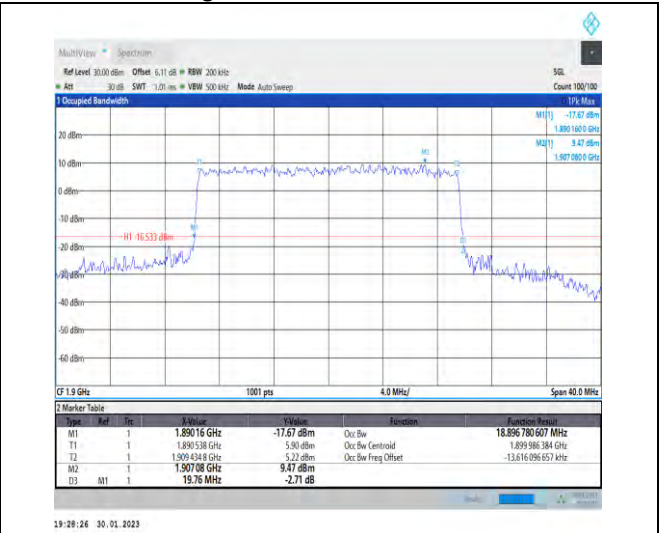 MultiView Spectrum
Ref Level 30.00 dBm Offset 6.11 dB RBW 200 kHz SGL
Att 30 dB SWT 1.01 ms VBW 500 kHz Mode Auto Sweep Count 100/100
1 Occupied Bandwidth 1Pk Max
M1[1] -17.67 dBm
1.890 160 0 GHz
M2[1] 9.47 dBm
1.907 080 0 GHz
20 dBm
10 dBm
0 dBm
-10 dBm
-20 dBm
-30 dBm
-40 dBm
-50 dBm
-60 dBm
T1
M2
T2
M1
H1 -16.533 dBm
D3
CF 1.9 GHz 1001 pts 4.0 MHz/ Span 40.0 MHz
2 Marker Table
Type Ref Trc X-Value Y-Value Function Function Result
M1 1 1.890 16 GHz -17.67 dBm Occ Bw 18.896 780 607 MHz
T1 1 1.890 538 GHz 5.90 dBm Occ Bw Centroid 1.899 986 384 GHz
T2 1 1.909 434 8 GHz 5.22 dBm Occ Bw Freq Offset -13.616 096 657 kHz
M2 1 1.907 08 GHz 9.47 dBm
D3 M1 1 19.76 MHz -2.71 dB
19:28:26 30.01.2023